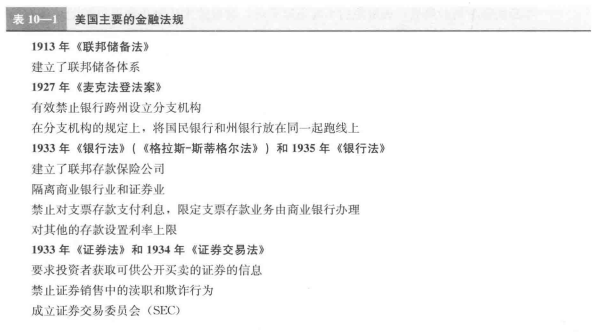 表 10—1 美国主要的金融法规
1913 年《联邦储备法》
建立了联邦储备体系
1927 年《麦克法登法案》
有效禁止银行跨州设立分支机构
在分支机构的规定上，将国民银行和州银行放在同一起跑线上
1933 年《银行法》(《格拉斯-斯蒂格尔法》) 和 1935 年《银行法》
建立了联邦存款保险公司
隔离商业银行业和证券业
禁止对支票存款支付利息，限定支票存款业务由商业银行办理
对其他的存款设置利率上限
1933 年《证券法》和 1934 年《证券交易法》
要求投资者获取可供公开买卖的证券的信息
禁止证券销售中的渎职和欺诈行为
成立证券交易委员会 (SEC)